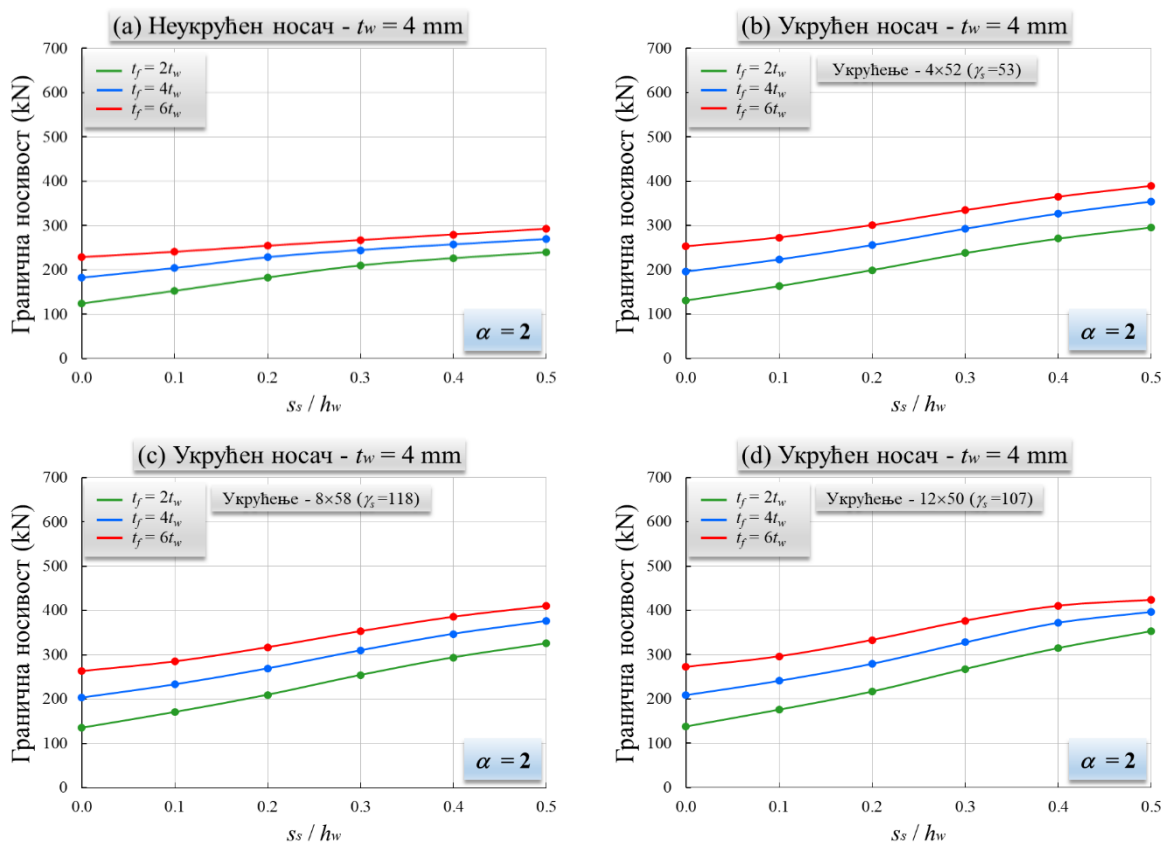 (a) Неукрућен носач - tw = 4 mm
Гранична носивост (kN)
700
600
500
400
300
200
100
0
tf = 2tw
tf = 4tw
tf = 6tw
α = 2
0.0 0.1 0.2 0.3 0.4 0.5
ss / hw
(b) Укрућен носач - tw = 4 mm
Гранична носивост (kN)
700
600
500
400
300
200
100
0
tf = 2tw
tf = 4tw
tf = 6tw
Укрућење - 4×52 (γs =53)
α = 2
0.0 0.1 0.2 0.3 0.4 0.5
ss / hw
(c) Укрућен носач - tw = 4 mm
Гранична носивост (kN)
700
600
500
400
300
200
100
0
tf = 2tw
tf = 4tw
tf = 6tw
Укрућење - 8×58 (γs =118)
α = 2
0.0 0.1 0.2 0.3 0.4 0.5
ss / hw
(d) Укрућен носач - tw = 4 mm
Гранична носивост (kN)
700
600
500
400
300
200
100
0
tf = 2tw
tf = 4tw
tf = 6tw
Укрућење - 12×50 (γs =107)
α = 2
0.0 0.1 0.2 0.3 0.4 0.5
ss / hw